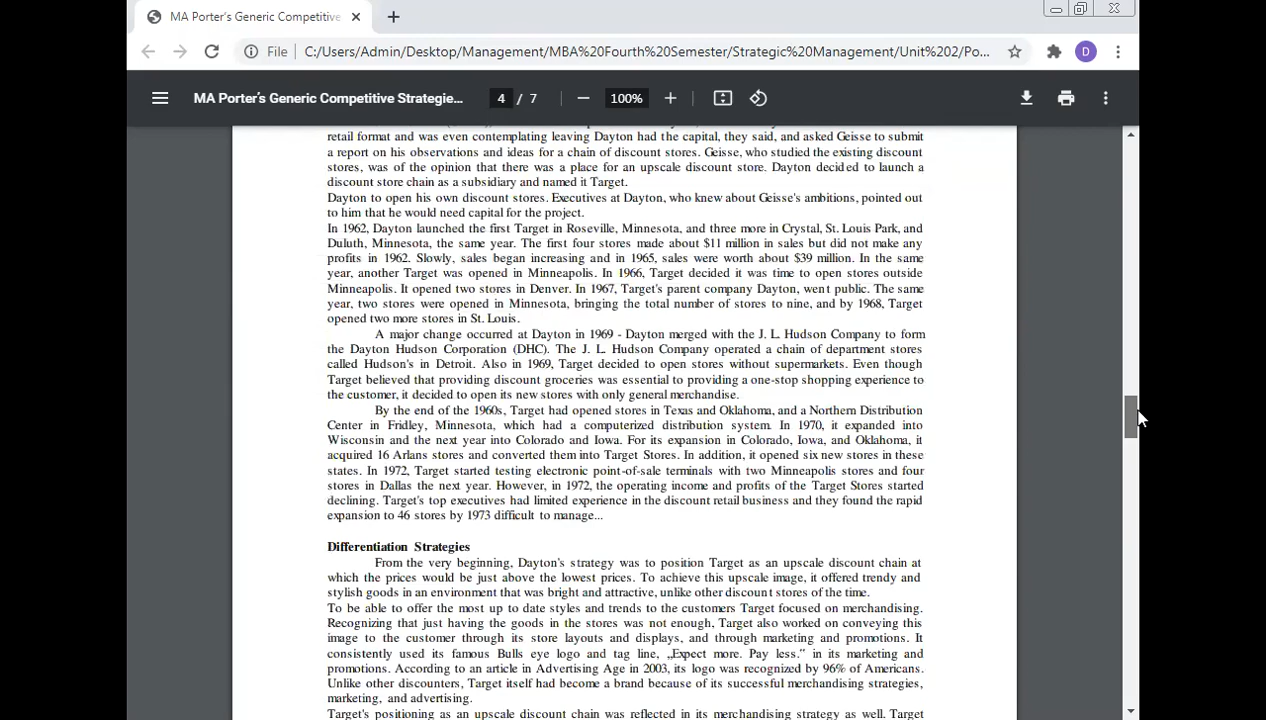 MA Porter's Generic Competitive
File C:/Users/Admin/Desktop/Management/MBA%20Fourth%20Semester/Strategic%20Management/Unit%202/Po...
D
MA Porter's Generic Competitive Strategie... 4 / 7 100%
retail format and was even contemplating leaving Dayton had the capital, they said, and asked Geisse to submit
a report on his observations and ideas for a chain of discount stores. Geisse, who studied the existing discount
stores, was of the opinion that there was a place for an upscale discount store. Dayton decided to launch a
discount store chain as a subsidiary and named it Target.
Dayton to open his own discount stores. Executives at Dayton, who knew about Geisse's ambitions, pointed out
to him that he would need capital for the project.
In 1962, Dayton launched the first Target in Roseville, Minnesota, and three more in Crystal, St. Louis Park, and
Duluth, Minnesota, the same year. The first four stores made about $11 million in sales but did not make any
profits in 1962. Slowly, sales began increasing and in 1965, sales were worth about $39 million. In the same
year, another Target was opened in Minneapolis. In 1966, Target decided it was time to open stores outside
Minneapolis. It opened two stores in Denver. In 1967, Target's parent company Dayton, went public. The same
year, two stores were opened in Minnesota, bringing the total number of stores to nine, and by 1968, Target
opened two more stores in St. Louis.
A major change occurred at Dayton in 1969 - Dayton merged with the J. L. Hudson Company to form
the Dayton Hudson Corporation (DHC). The J. L. Hudson Company operated a chain of department stores
called Hudson's in Detroit. Also in 1969, Target decided to open stores without supermarkets. Even though
Target believed that providing discount groceries was essential to providing a one-stop shopping experience to
the customer, it decided to open its new stores with only general merchandise.
By the end of the 1960s, Target had opened stores in Texas and Oklahoma, and a Northern Distribution
Center in Fridley, Minnesota, which had a computerized distribution system. In 1970, it expanded into
Wisconsin and the next year into Colorado and Iowa. For its expansion in Colorado, Iowa, and Oklahoma, it
acquired 16 Arlans stores and converted them into Target Stores. In addition, it opened six new stores in these
states. In 1972, Target started testing electronic point-of-sale terminals with two Minneapolis stores and four
stores in Dallas the next year. However, in 1972, the operating income and profits of the Target Stores started
declining. Target's top executives had limited experience in the discount retail business and they found the rapid
expansion to 46 stores by 1973 difficult to manage...
Differentiation Strategies
From the very beginning, Dayton's strategy was to position Target as an upscale discount chain at
which the prices would be just above the lowest prices. To achieve this upscale image, it offered trendy and
stylish goods in an environment that was bright and attractive, unlike other discount stores of the time.
To be able to offer the most up to date styles and trends to the customers Target focused on merchandising.
Recognizing that just having the goods in the stores was not enough, Target also worked on conveying this
image to the customer through its store layouts and displays, and through marketing and promotions. It
consistently used its famous Bulls eye logo and tag line, „Expect more. Pay less.‟ in its marketing and
promotions. According to an article in Advertising Age in 2003, its logo was recognized by 96% of Americans.
Unlike other discounters, Target itself had become a brand because of its successful merchandising strategies,
marketing, and advertising.
Target's positioning as an upscale discount chain was reflected in its merchandising strategy as well. Target